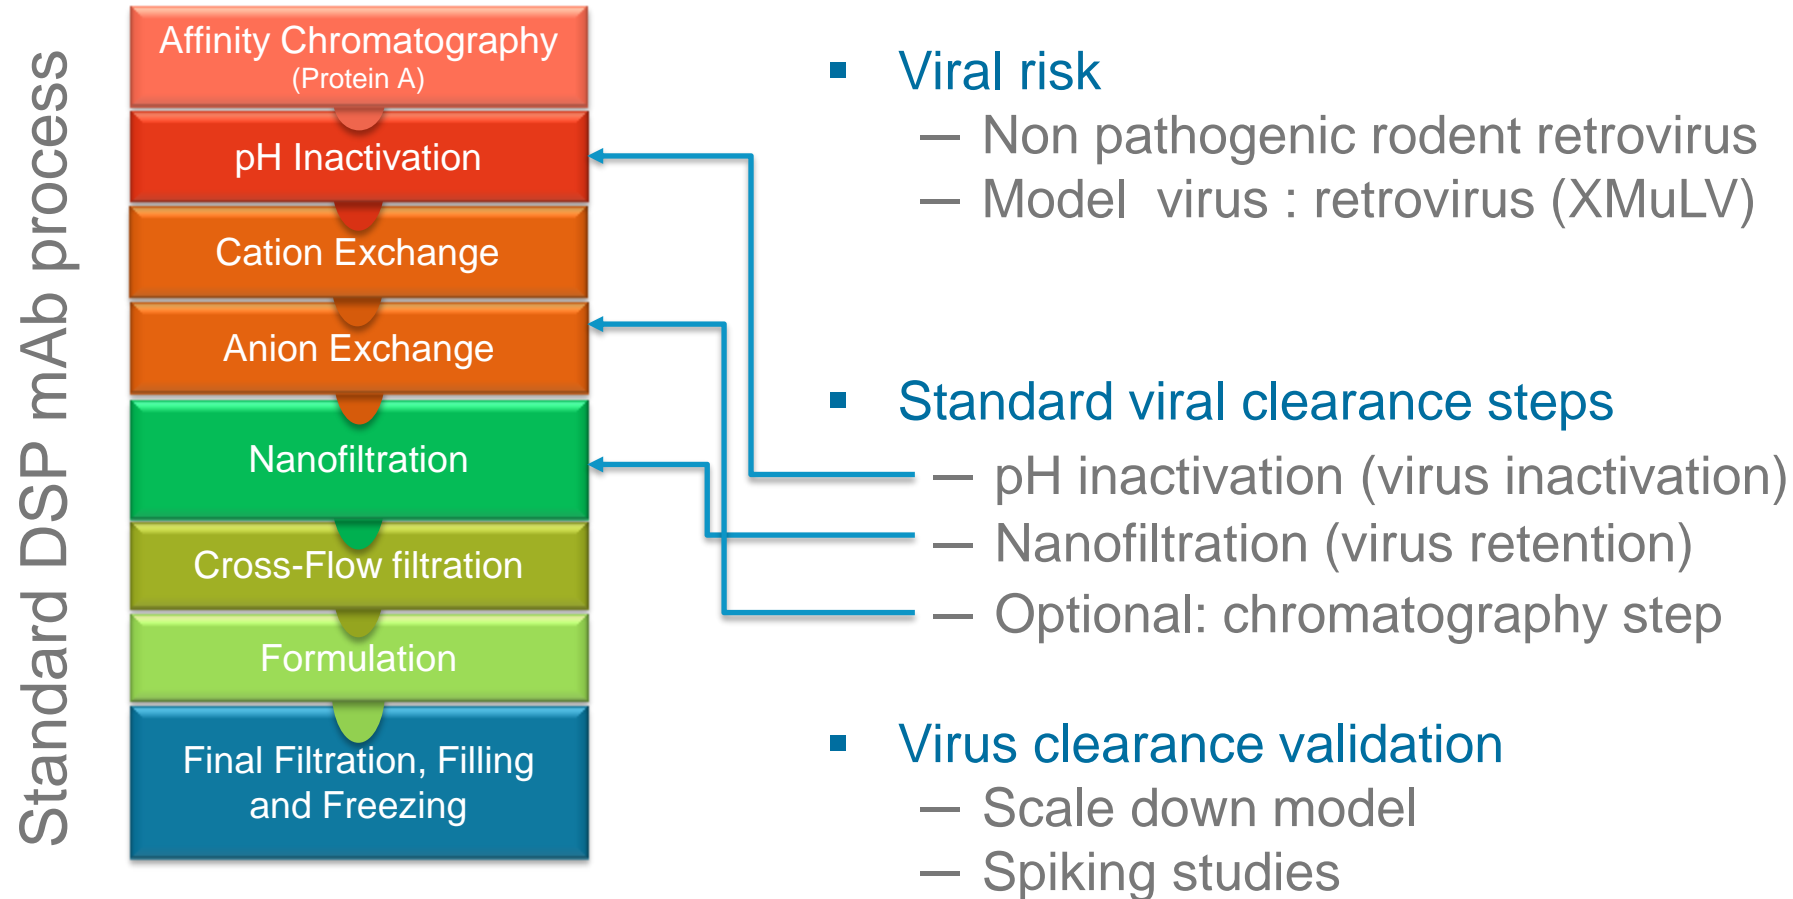 Standard DSP mAb process
Affinity Chromatography
(Protein A)
pH Inactivation
Cation Exchange
Anion Exchange
Nanofiltration
Cross-Flow filtration
Formulation
Final Filtration, Filling
and Freezing
▪ Viral risk
— Non pathogenic rodent retrovirus
— Model virus : retrovirus (XMuLV)
▪ Standard viral clearance steps
— pH inactivation (virus inactivation)
— Nanofiltration (virus retention)
— Optional: chromatography step
▪ Virus clearance validation
— Scale down model
— Spiking studies